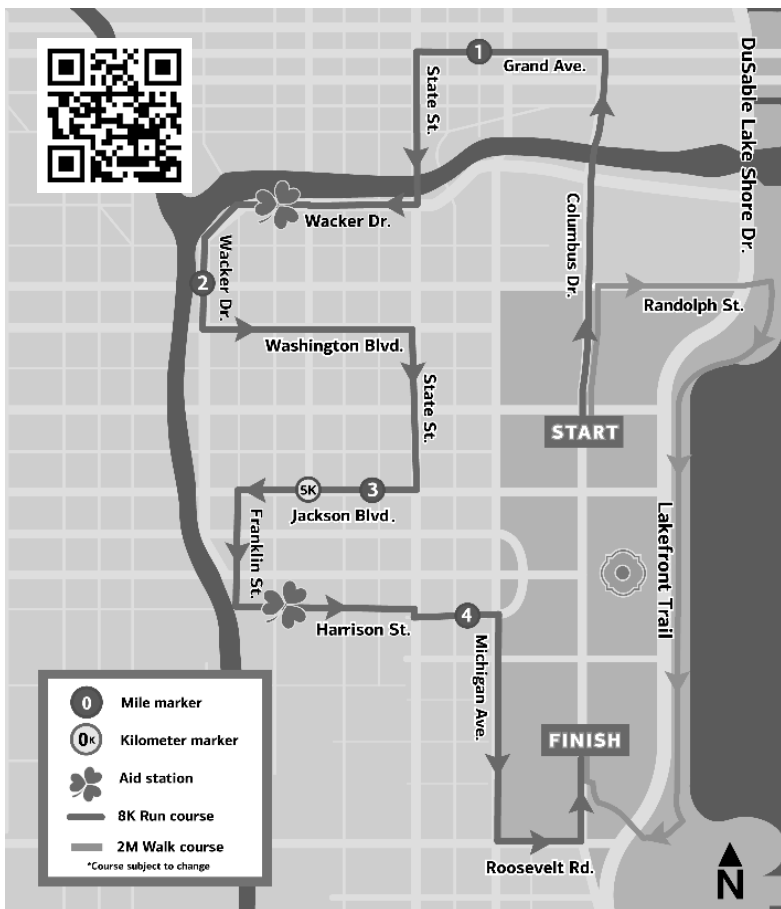 1
Grand Ave.
State St.
DuSable Lake Shore Dr.
Columbus Dr.
Wacker Dr.
Wacker Dr.
2
Randolph St.
Washington Blvd.
State St.
START
5K
3
Jackson Blvd.
Franklin St.
Lakefront Trail
Harrison St.
4
Michigan Ave.
FINISH
Roosevelt Rd.
0
Mile marker
0K
Kilometer marker
Aid station
8K Run course
2M Walk course
*Course subject to change
N